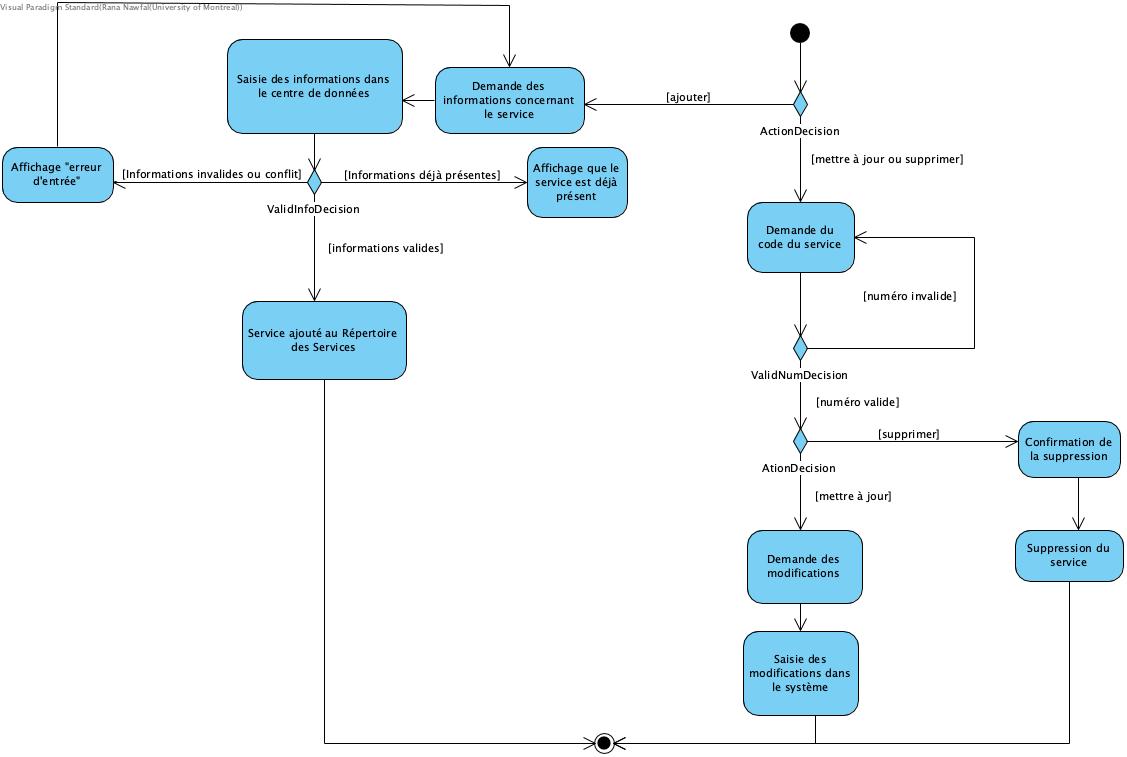 Visual Paradigm Standard(Rana Nawfal(University of Montreal))
Saisie des informations dans
le centre de données
Demande des
informations concernant
le service
[ajouter]
ActionDecision
[mettre à jour ou supprimer]
Affichage "erreur
d'entrée"
[Informations invalides ou conflit]
[Informations déjà présentes]
Affichage que le
service est déjà
présent
ValidInfoDecision
[informations valides]
Demande du
code du service
[numéro invalide]
Service ajouté au Répertoire
des Services
ValidNumDecision
[numéro valide]
[supprimer]
Confirmation de
la suppression
AtionDecision
[mettre à jour]
Demande des
modifications
Suppression du
service
Saisie des
modifications dans
le système